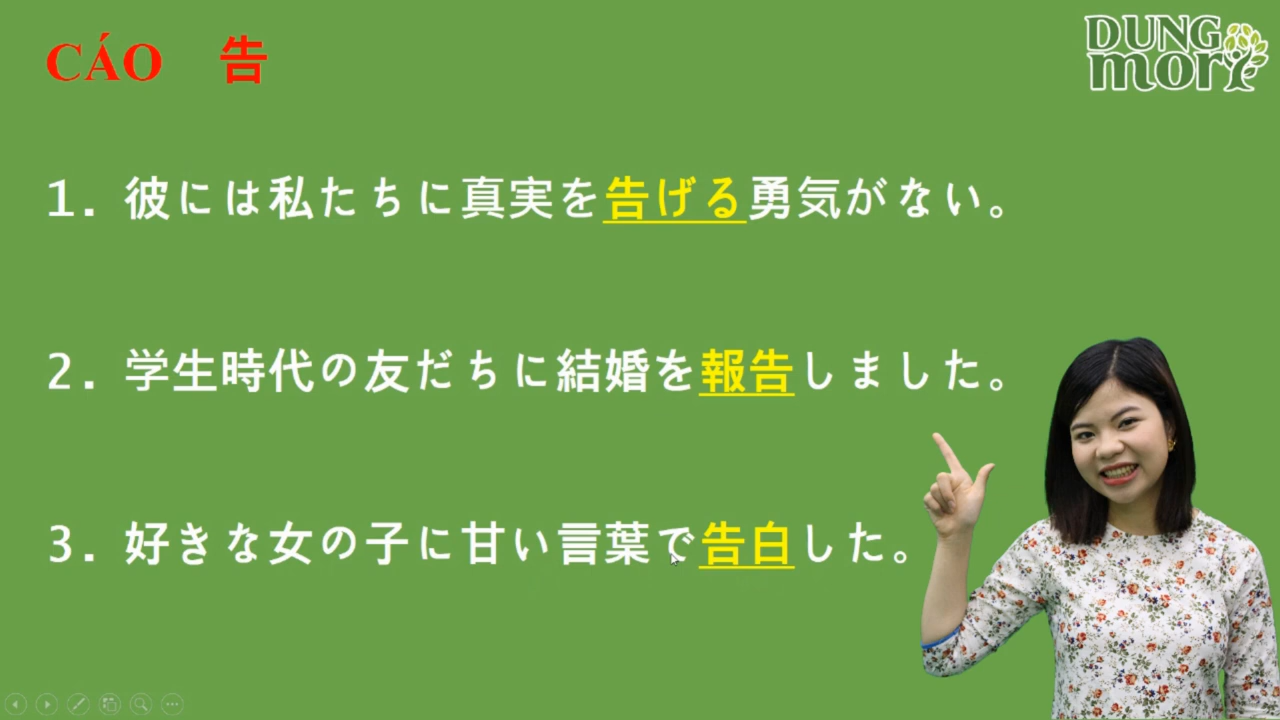 CÁO 告
DUNG
mori
1. 彼には私たちに真実を告げる勇気がない。
2. 学生時代の友だちに結婚を報告しました。
3. 好きな女の子に甘い言葉で告白した。